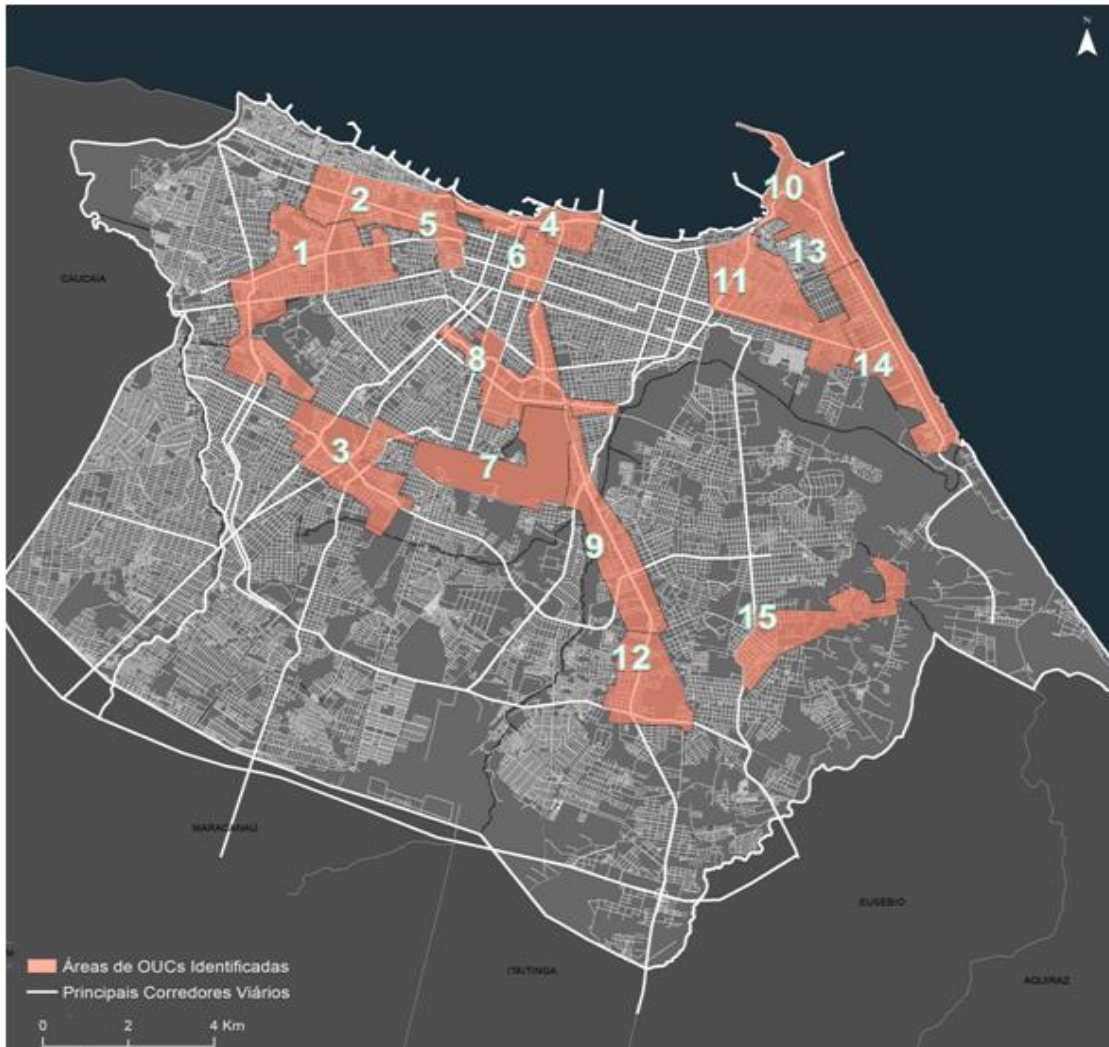 N
10
2
4
5
13
6
1
11
CAUCAIA
8
14
3
7
9
15
12
MARACANAÚ
EUSEBIO
Áreas de OUCs Identificadas
ITAITINGA
AQUIRAZ
Principais Corredores Viários
0 2 4 Km